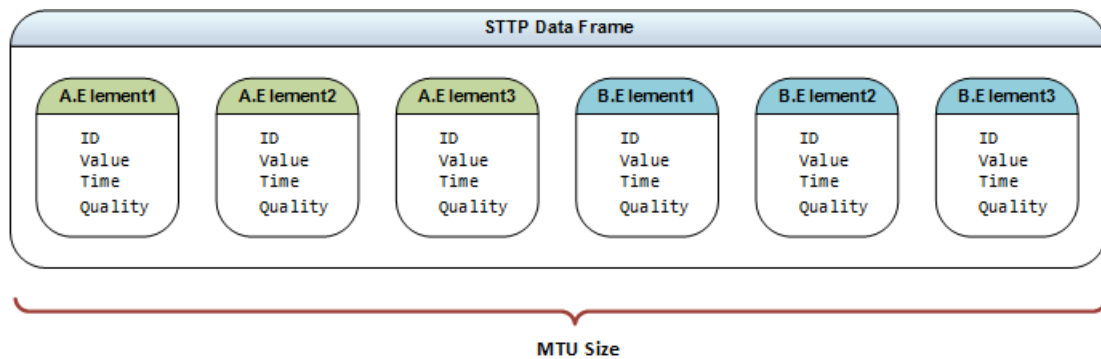 STTP Data Frame
A.Element1 A.Element2 A.Element3 B.Element1 B.Element2 B.Element3
ID ID ID ID ID ID
Value Value Value Value Value Value
Time Time Time Time Time Time
Quality Quality Quality Quality Quality Quality
MTU Size